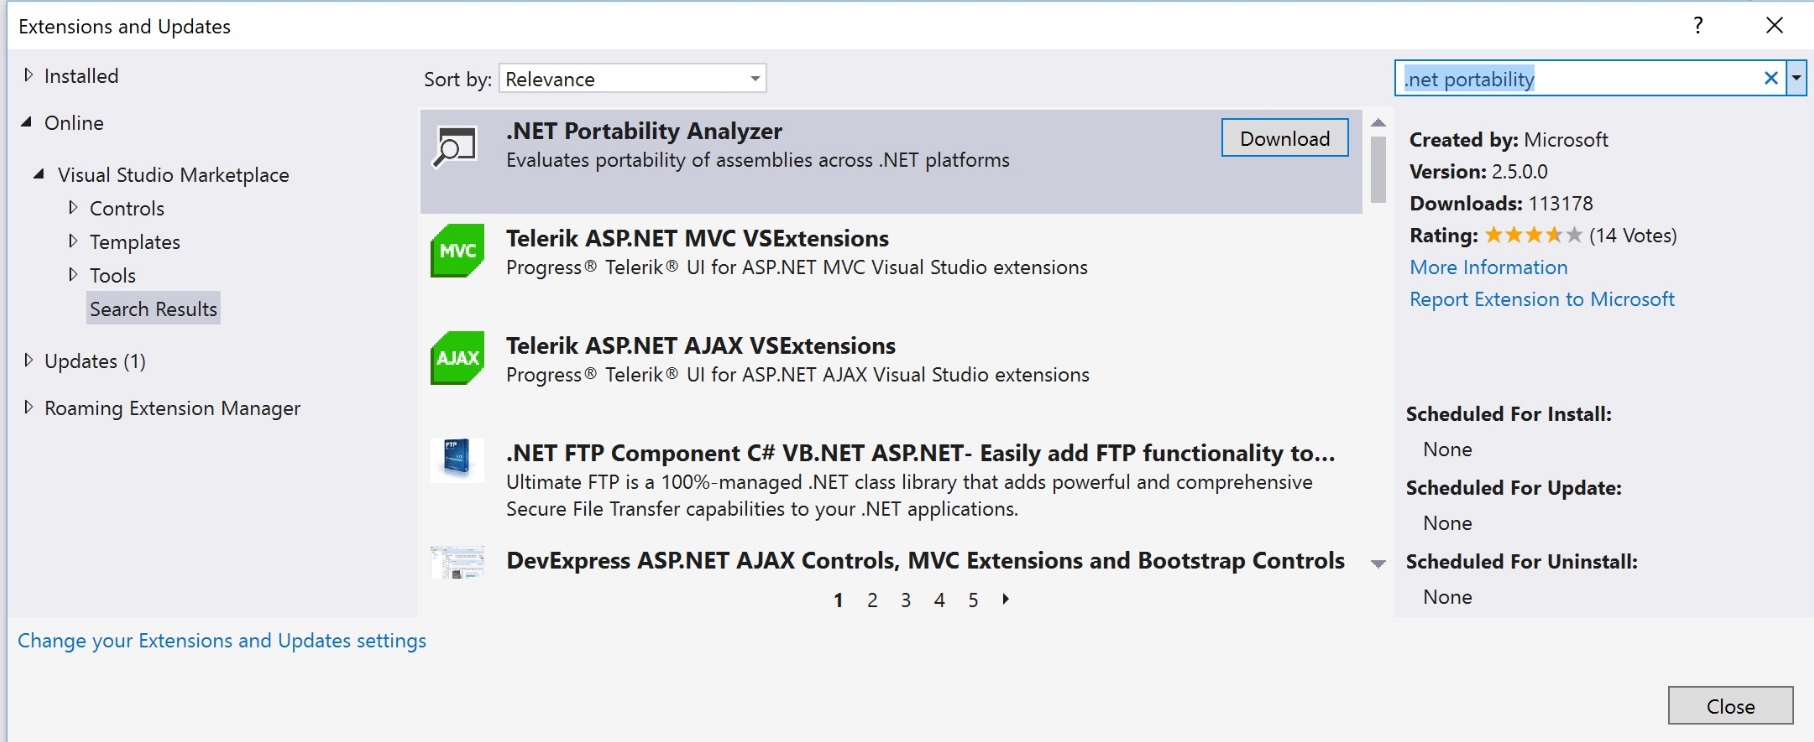 Extensions and Updates
?
Installed
Online
Visual Studio Marketplace
Controls
Templates
Tools
Search Results
Updates (1)
Roaming Extension Manager
Sort by: Relevance
.NET Portability Analyzer
Evaluates portability of assemblies across .NET platforms
Download
MVC
Telerik ASP.NET MVC VSExtensions
Progress® Telerik® UI for ASP.NET MVC Visual Studio extensions
AJAX
Telerik ASP.NET AJAX VSExtensions
Progress® Telerik® UI for ASP.NET AJAX Visual Studio extensions
FTP
.NET FTP Component C# VB.NET ASP.NET- Easily add FTP functionality to...
Ultimate FTP is a 100%-managed .NET class library that adds powerful and comprehensive
Secure File Transfer capabilities to your .NET applications.
DevExpress ASP.NET AJAX Controls, MVC Extensions and Bootstrap Controls
1 2 3 4 5
.net portability
Created by: Microsoft
Version: 2.5.0.0
Downloads: 113178
Rating: (14 Votes)
More Information
Report Extension to Microsoft
Scheduled For Install:
None
Scheduled For Update:
None
Scheduled For Uninstall:
None
Change your Extensions and Updates settings
Close